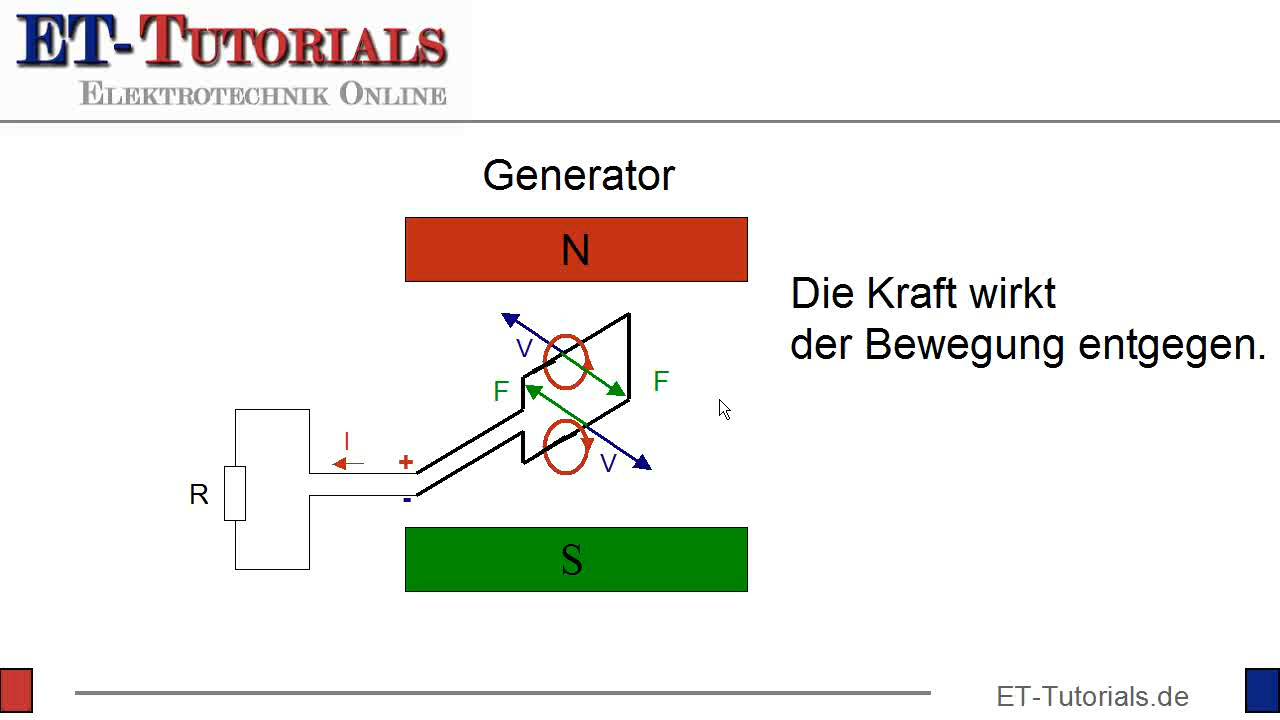 ET-TUTORIALS
ELEKTROTECHNIK ONLINE
Generator
N
Die Kraft wirkt
der Bewegung entgegen.
V
F
F
I
+
R
V
-
S
ET-Tutorials.de